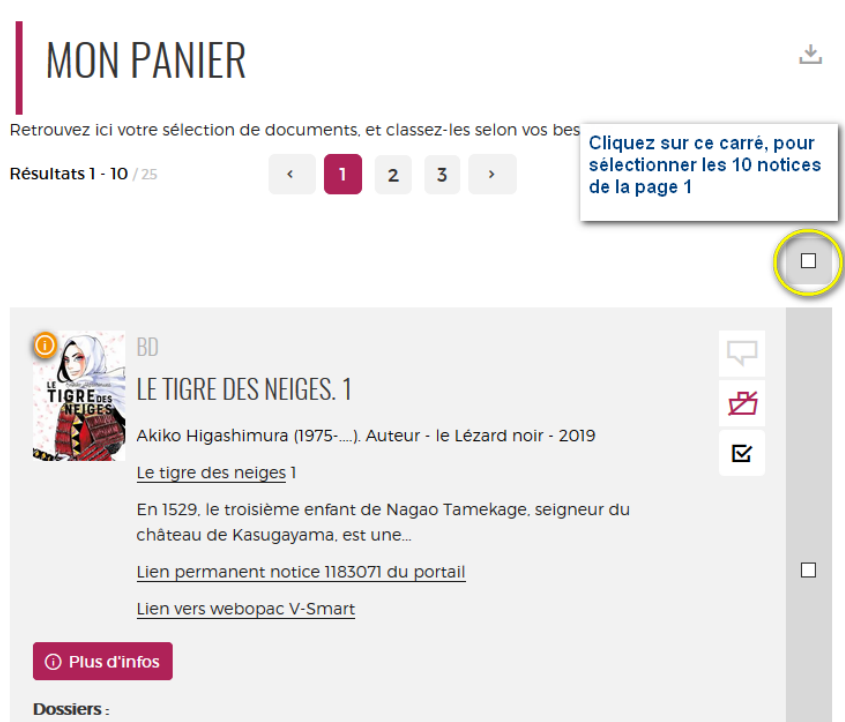 MON PANIER
Retrouvez ici votre sélection de documents, et classez-les selon vos bes
Cliquez sur ce carré, pour
sélectionner les 10 notices
de la page 1
Résultats 1 - 10 / 25
‹ 1 2 3 ›
BD
LE TIGRE DES NEIGES. 1
LE
TIGRE DES
NEIGES
Akiko Higashimura (1975-....). Auteur - le Lézard noir - 2019
Le tigre des neiges 1
En 1529, le troisième enfant de Nagao Tamekage, seigneur du
château de Kasugayama, est une...
Lien permanent notice 1183071 du portail
Lien vers webopac V-Smart
Plus d'infos
Dossiers :